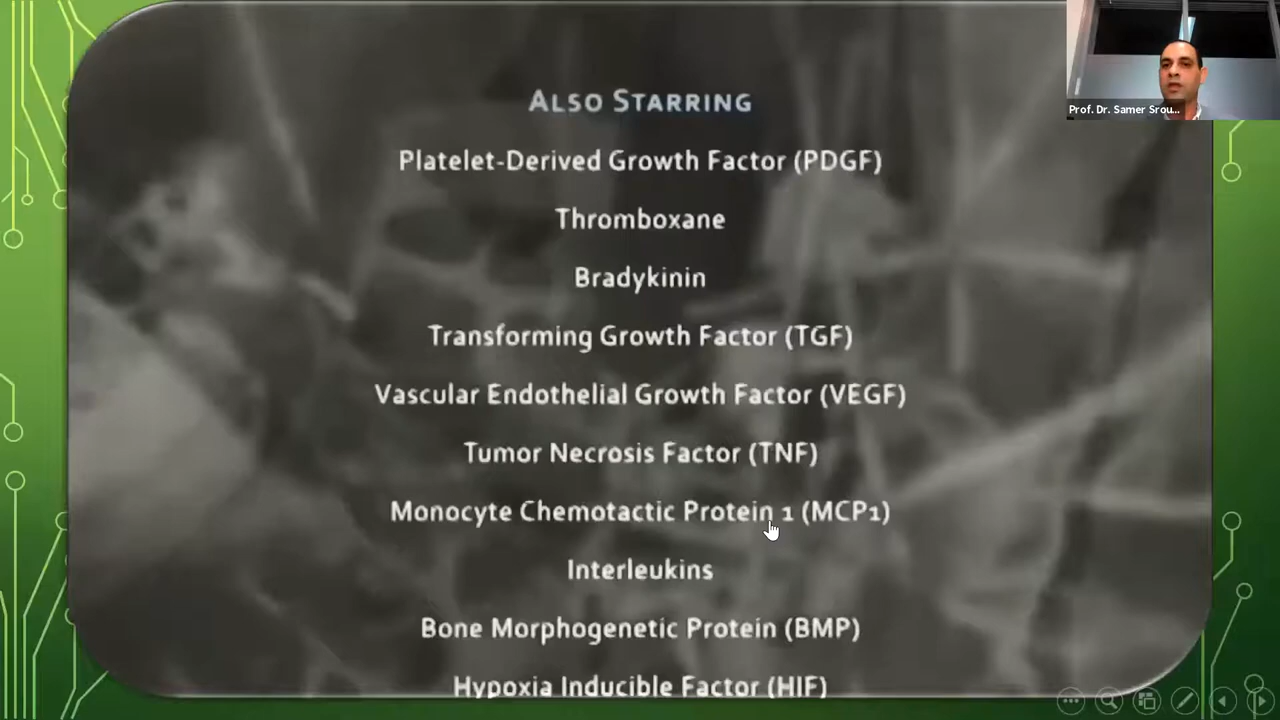 Prof. Dr. Samer Srou...
ALSO STARRING
Platelet-Derived Growth Factor (PDGF)
Thromboxane
Bradykinin
Transforming Growth Factor (TGF)
Vascular Endothelial Growth Factor (VEGF)
Tumor Necrosis Factor (TNF)
Monocyte Chemotactic Protein 1 (MCP1)
Interleukins
Bone Morphogenetic Protein (BMP)
Hypoxia Inducible Factor (HIF)